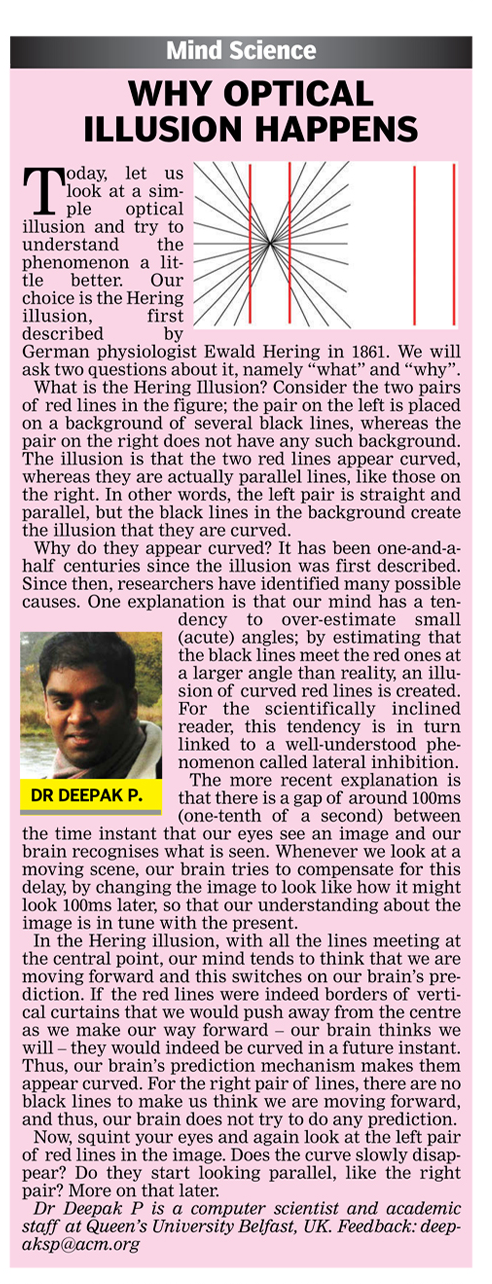 Mind Science
WHY OPTICAL
ILLUSION HAPPENS
Today, let us
look at a sim-
ple optical
illusion and try to
understand the
phenomenon a lit-
tle better. Our
choice is the Hering
illusion, first
described by
German physiologist Ewald Hering in 1861. We will
ask two questions about it, namely “what” and “why”.
What is the Hering Illusion? Consider the two pairs
of red lines in the figure; the pair on the left is placed
on a background of several black lines, whereas the
pair on the right does not have any such background.
The illusion is that the two red lines appear curved,
whereas they are actually parallel lines, like those on
the right. In other words, the left pair is straight and
parallel, but the black lines in the background create
the illusion that they are curved.
Why do they appear curved? It has been one-and-a-
half centuries since the illusion was first described.
Since then, researchers have identified many possible
causes. One explanation is that our mind has a ten-
dency to over-estimate small
(acute) angles; by estimating that
the black lines meet the red ones at
a larger angle than reality, an illu-
sion of curved red lines is created.
For the scientifically inclined
reader, this tendency is in turn
linked to a well-understood phe-
nomenon called lateral inhibition.
DR DEEPAK P.
The more recent explanation is
that there is a gap of around 100ms
(one-tenth of a second) between
the time instant that our eyes see an image and our
brain recognises what is seen. Whenever we look at a
moving scene, our brain tries to compensate for this
delay, by changing the image to look like how it might
look 100ms later, so that our understanding about the
image is in tune with the present.
In the Hering illusion, with all the lines meeting at
the central point, our mind tends to think that we are
moving forward and this switches on our brain’s pre-
diction. If the red lines were indeed borders of verti-
cal curtains that we would push away from the centre
as we make our way forward – our brain thinks we
will – they would indeed be curved in a future instant.
Thus, our brain’s prediction mechanism makes them
appear curved. For the right pair of lines, there are no
black lines to make us think we are moving forward,
and thus, our brain does not try to do any prediction.
Now, squint your eyes and again look at the left pair
of red lines in the image. Does the curve slowly disap-
pear? Do they start looking parallel, like the right
pair? More on that later.
Dr Deepak P is a computer scientist and academic
staff at Queen’s University Belfast, UK. Feedback: deep-
aksp@acm.org